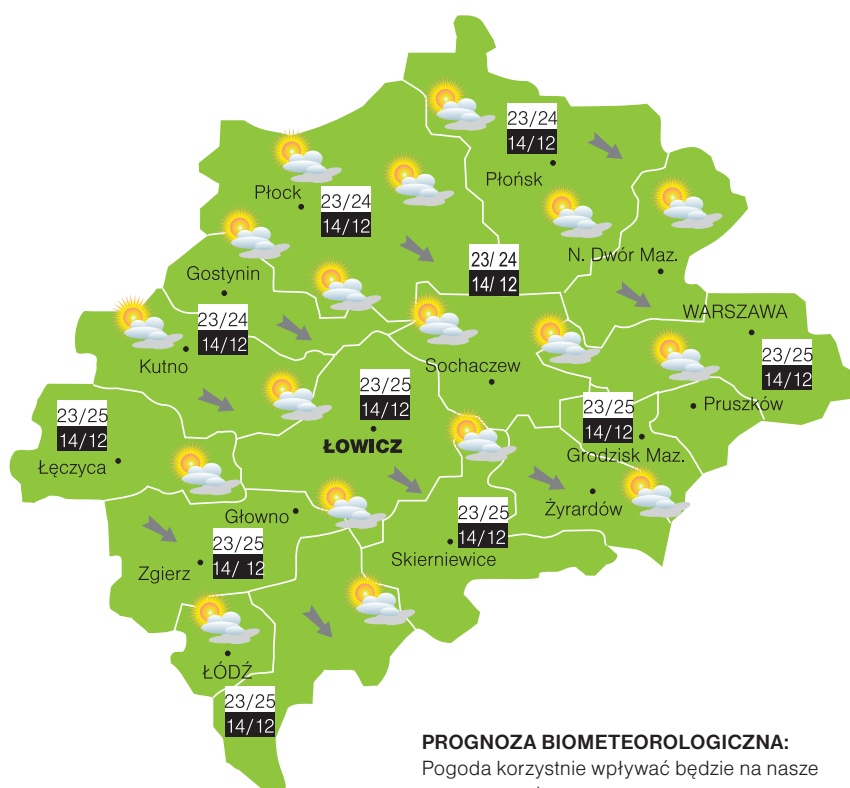 23/24
14/12
Płońsk
Płock
23/24
14/12
N. Dwór Maz.
23/ 24
14/ 12
Gostynin
23/24
14/12
Kutno
WARSZAWA
23/25
14/12
Sochaczew
23/25
14/12
ŁOWICZ
23/25
14/12
Pruszków
Grodzisk Maz.
23/25
14/12
Łęczyca
Głowno
Żyrardów
23/25
14/12
Skierniewice
23/25
14/ 12
Zgierz
ŁÓDŹ
23/25
14/12
PROGNOZA BIOMETEOROLOGICZNA:
Pogoda korzystnie wpływać będzie na nasze